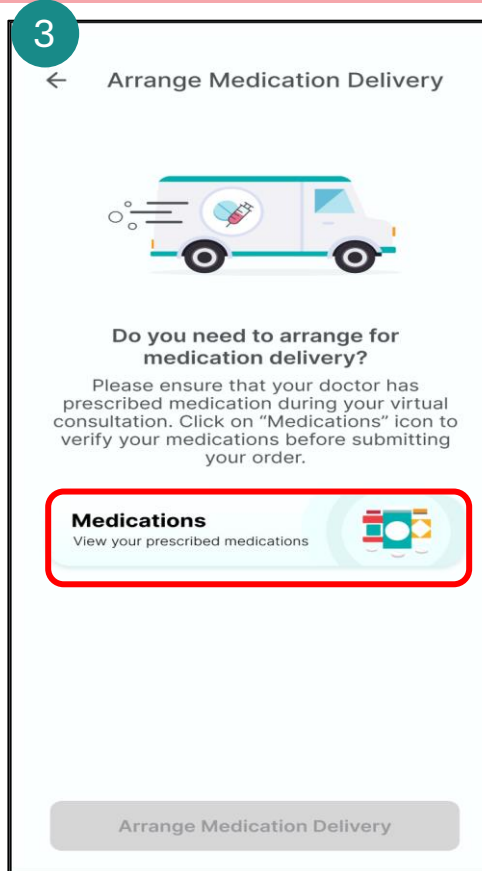 3
Arrange Medication Delivery
Do you need to arrange for
medication delivery?
Please ensure that your doctor has
prescribed medication during your virtual
consultation. Click on “Medications” icon to
verify your medications before submitting
your order.
Medications
View your prescribed medications
Arrange Medication Delivery